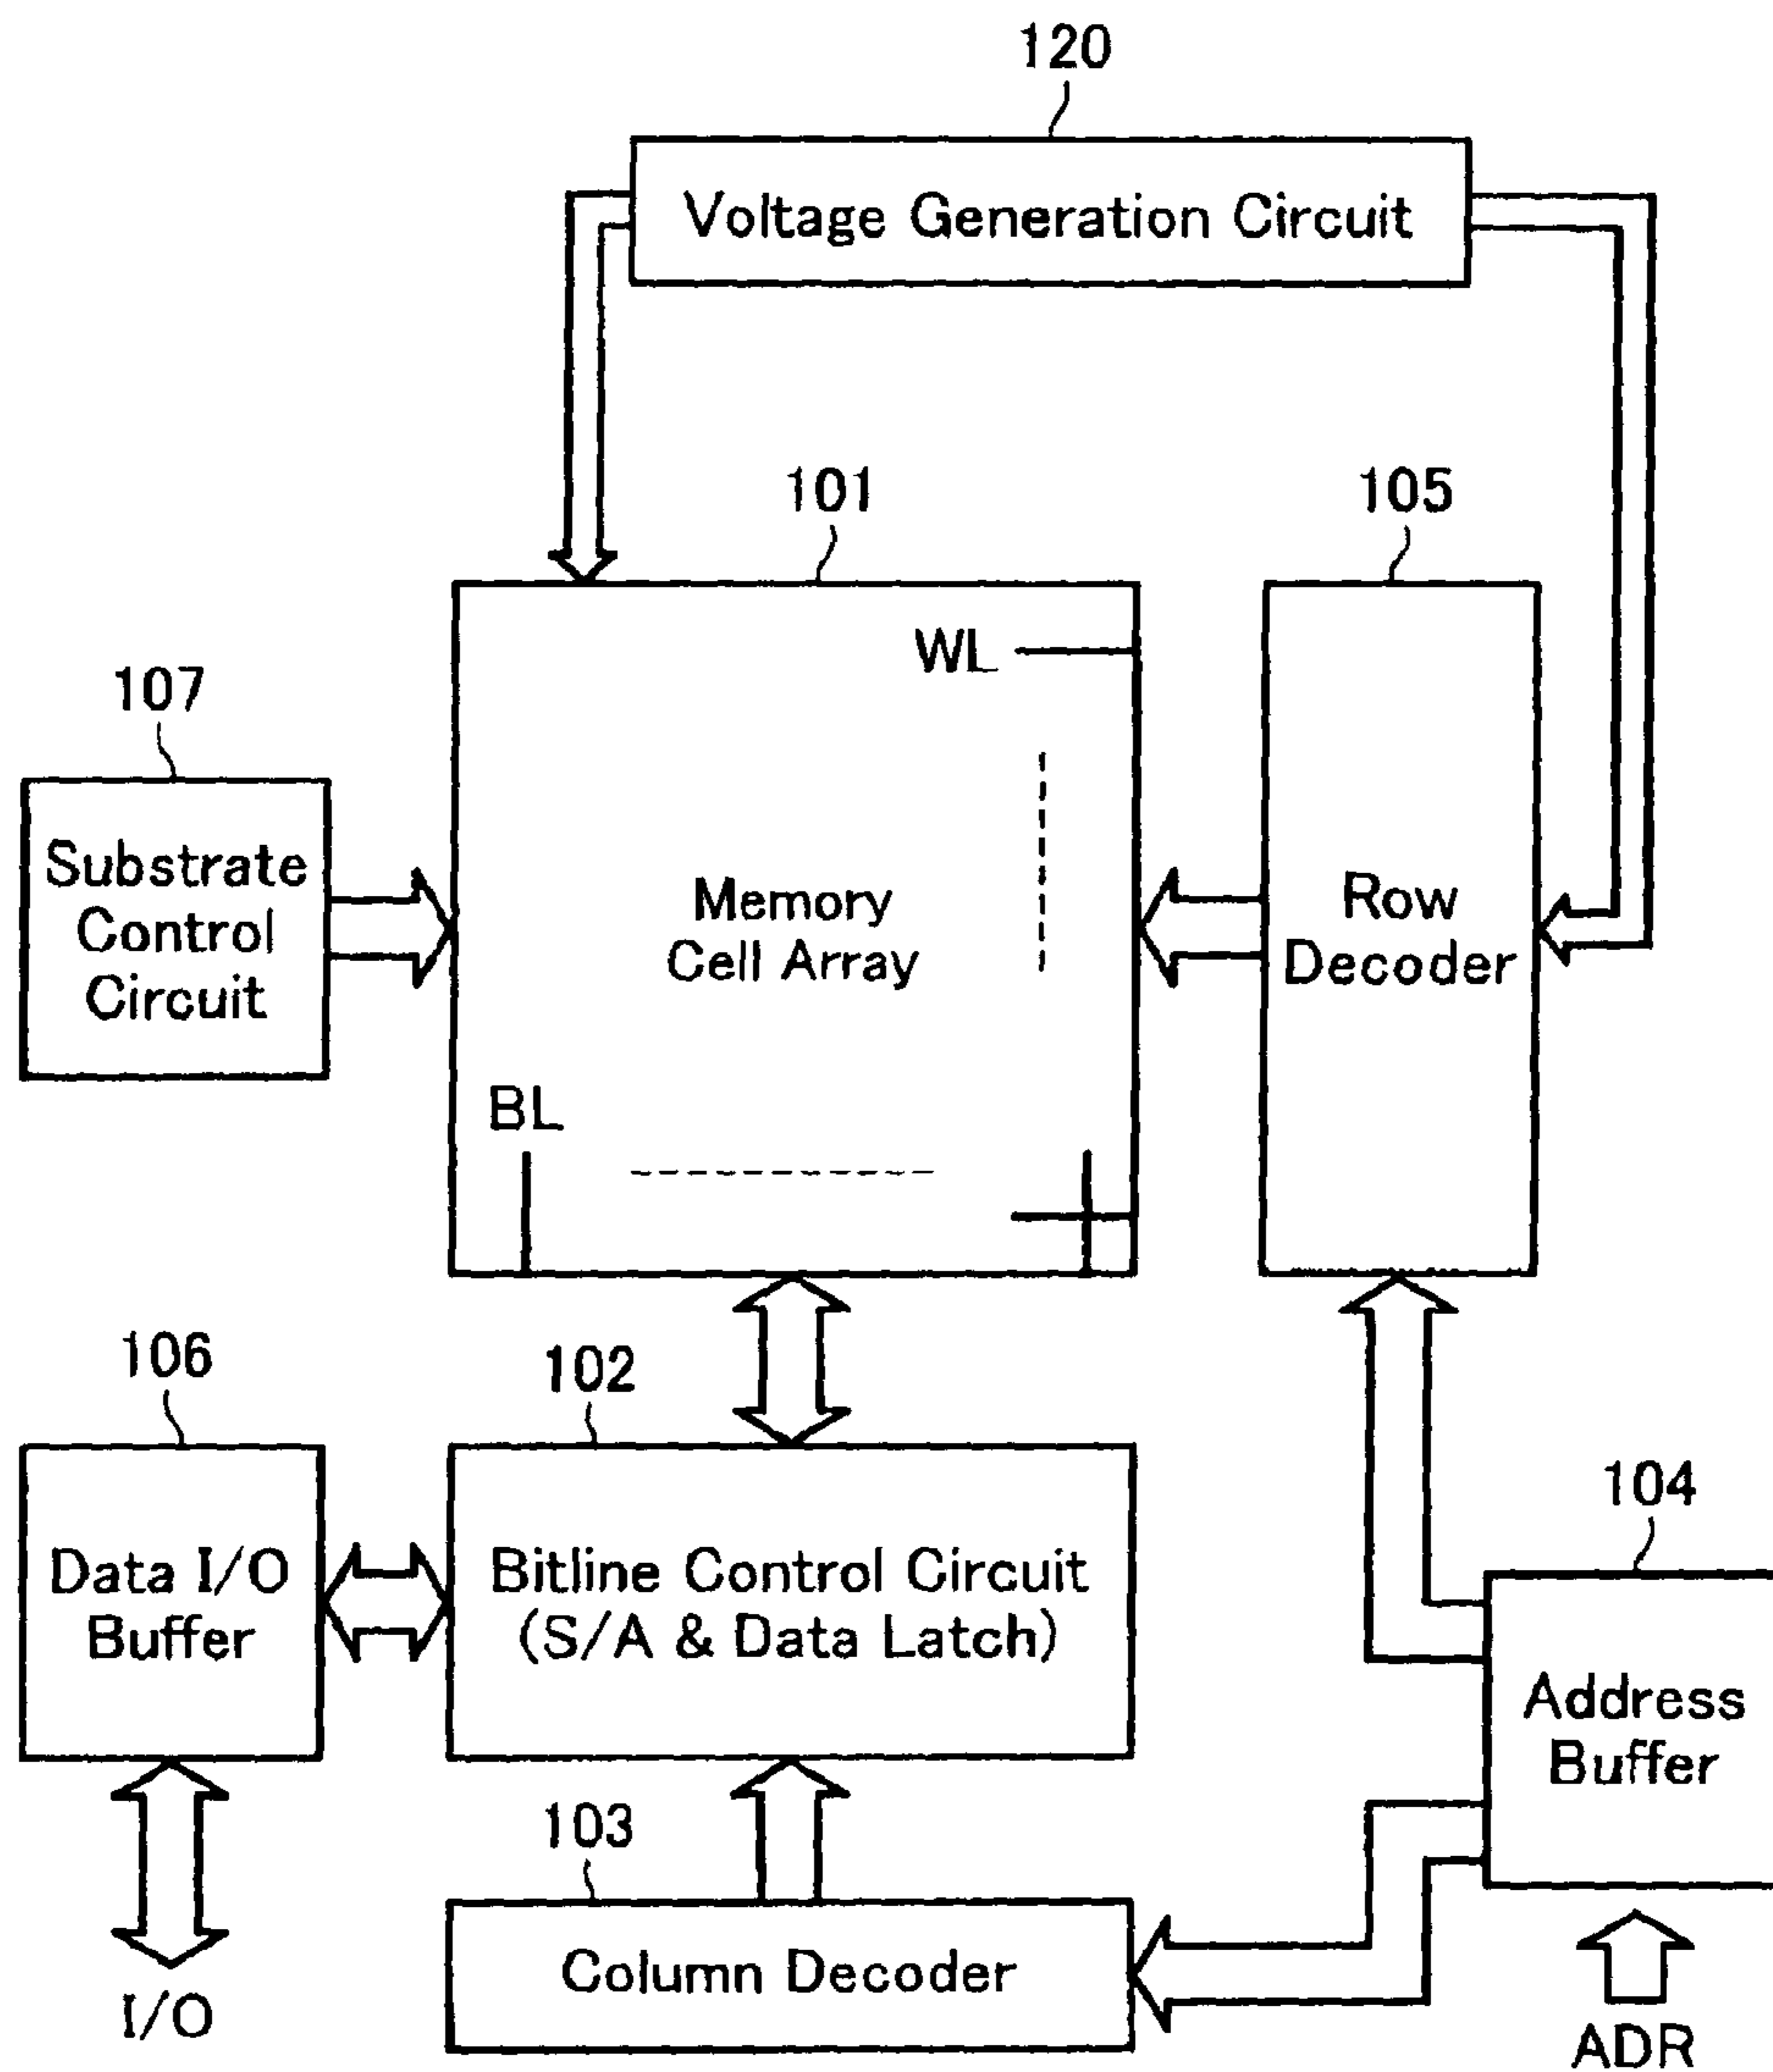 120
Voltage Generation Circuit
101
105
WL
107
Substrate
Control
Circuit
Memory
Cell Array
Row
Decoder
BL
106
102
104
Data I/O
Buffer
Bitline Control Circuit
(S/A & Data Latch)
Address
Buffer
103
Column Decoder
I/O
ADR